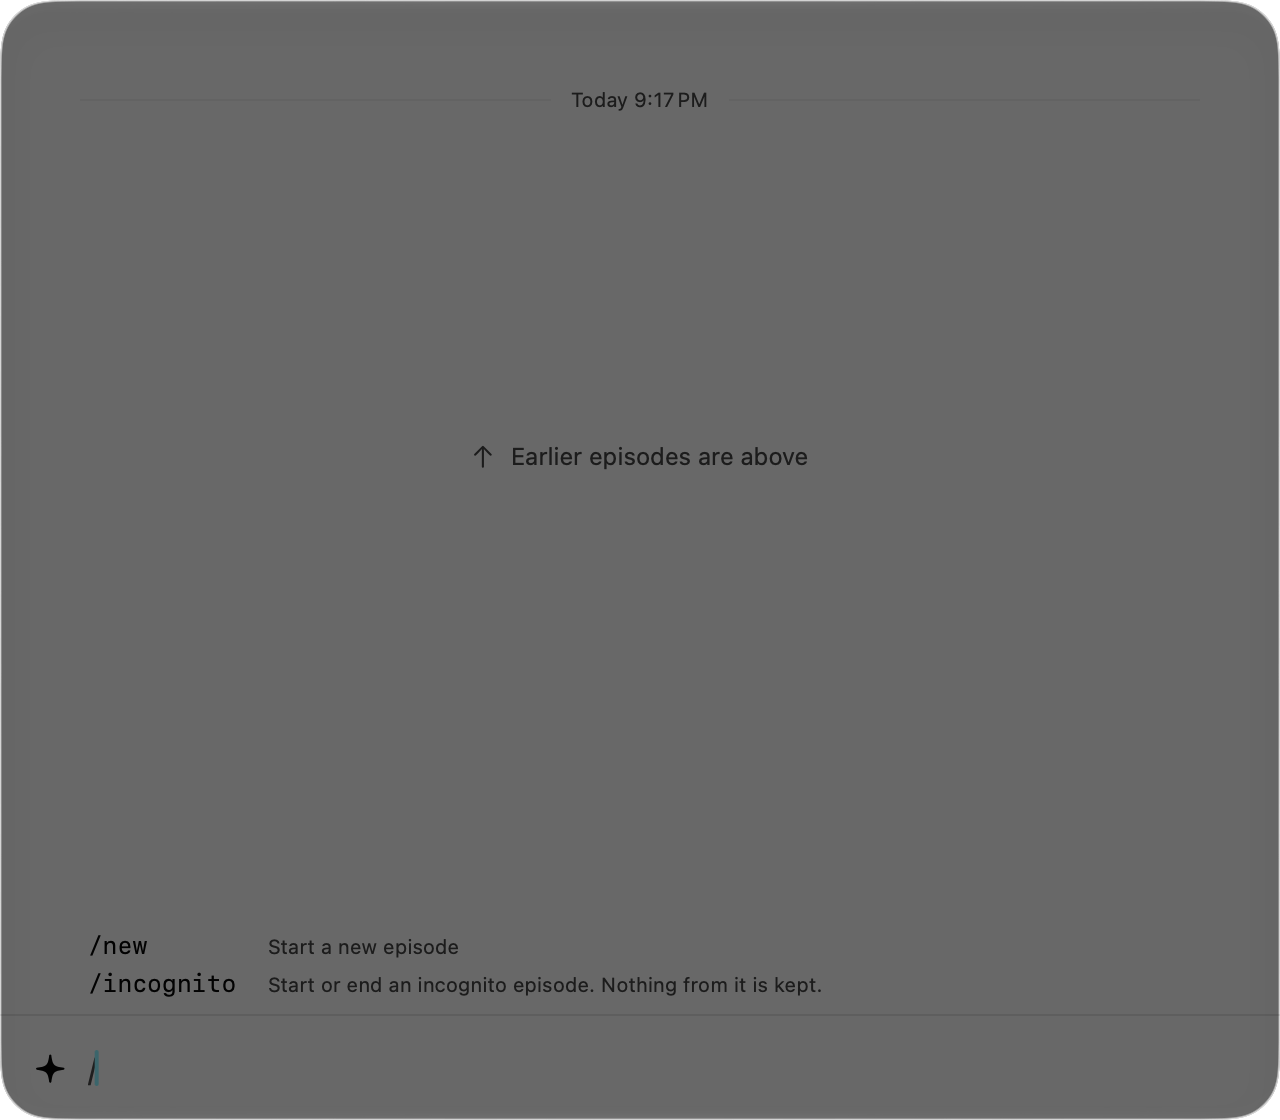 Today 9:17 PM
↑ Earlier episodes are above
/new Start a new episode
/incognito Start or end an incognito episode. Nothing from it is kept.
/